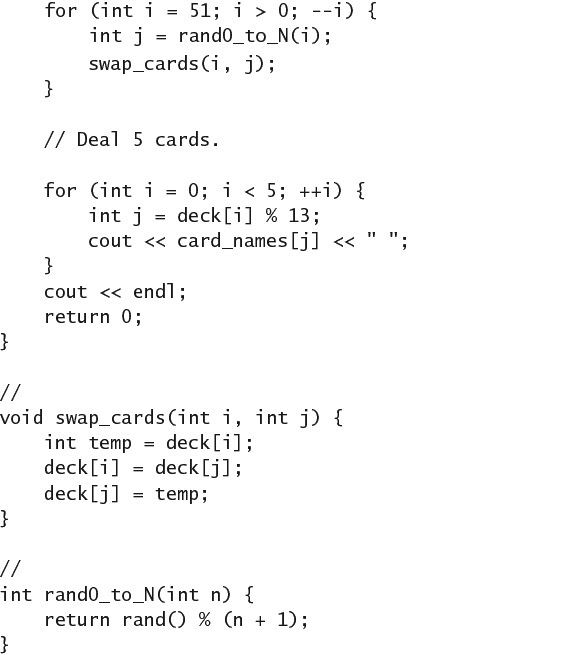 for (int i = 51; i > 0; --i) {
int j = rand0_to_N(i);
swap_cards(i, j);
}
// Deal 5 cards.
for (int i = 0; i < 5; ++i) {
int j = deck[i] % 13;
cout << card_names[j] << " ";
}
cout << endl;
return 0;
}
//
void swap_cards(int i, int j) {
int temp = deck[i];
deck[i] = deck[j];
deck[j] = temp;
}
//
int rand0_to_N(int n) {
return rand() % (n + 1);
}